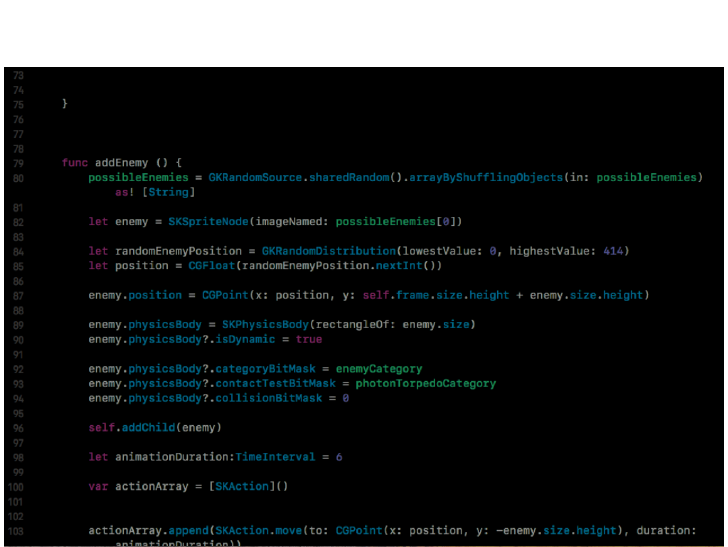 73
74
75 }
76
77
78
79 func addEnemy () {
80 possibleEnemies = GKRandomSource.sharedRandom().arrayByShufflingObjects(in: possibleEnemies)
as! [String]
81
82 let enemy = SKSpriteNode(imageNamed: possibleEnemies[0])
83
84 let randomEnemyPosition = GKRandomDistribution(lowestValue: 0, highestValue: 414)
85 let position = CGFloat(randomEnemyPosition.nextInt())
86
87 enemy.position = CGPoint(x: position, y: self.frame.size.height + enemy.size.height)
88
89 enemy.physicsBody = SKPhysicsBody(rectangleOf: enemy.size)
90 enemy.physicsBody?.isDynamic = true
91
92 enemy.physicsBody?.categoryBitMask = enemyCategory
93 enemy.physicsBody?.contactTestBitMask = photonTorpedoCategory
94 enemy.physicsBody?.collisionBitMask = 0
95
96 self.addChild(enemy)
97
98 let animationDuration:TimeInterval = 6
99
100 var actionArray = [SKAction]()
101
102
103 actionArray.append(SKAction.move(to: CGPoint(x: position, y: -enemy.size.height), duration:
animationDuration))